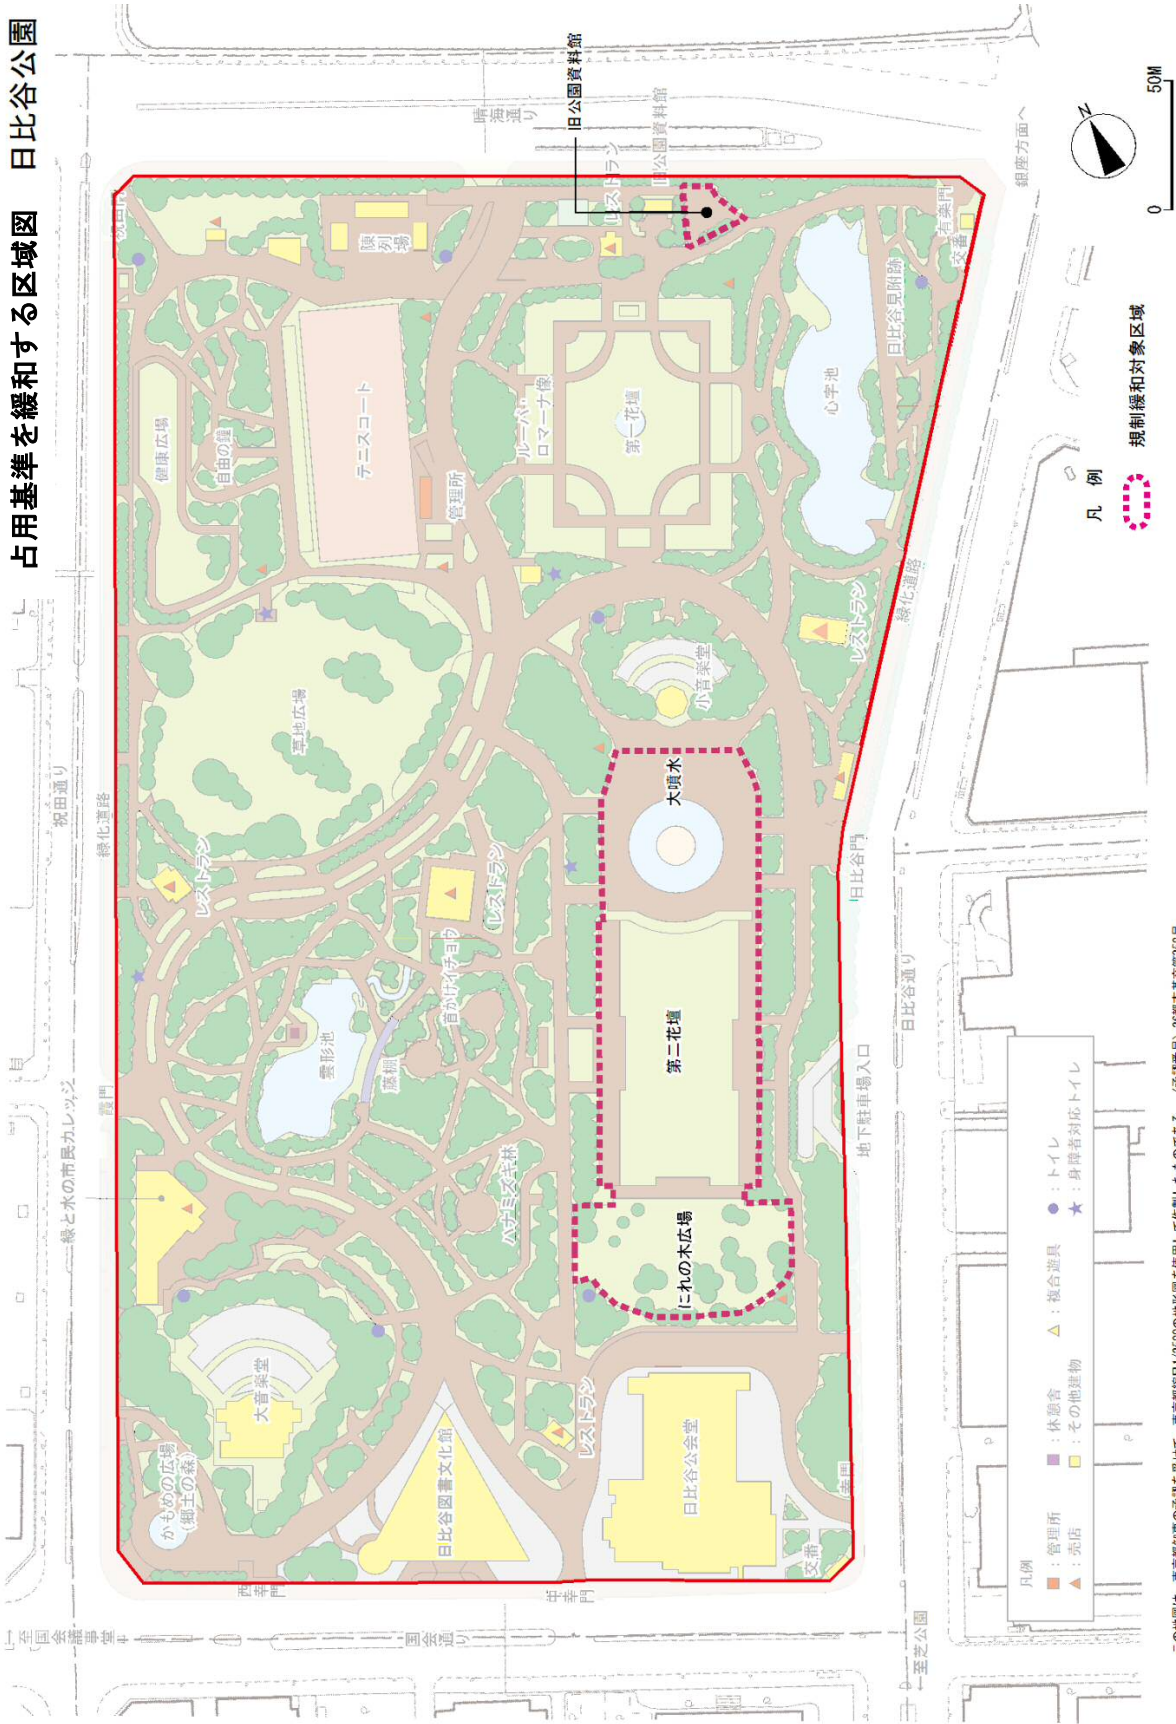 占用基準を緩和する区域図　日比谷公園
旧公園資料館
晴海通り
旧公園資料館
レストラン
祝田門
陳列場
健康広場
自由の鐘
テニスコート
管理所
ルーパ・ロマーナ像
第一花壇
心字池
日比谷見附跡
有楽門
交番
銀座方面へ
N
0
50M
凡　例
規制緩和対象区域
祝田通り
緑化道路
草地広場
小音楽堂
レストラン
緑化道路
大噴水
レストラン
レストラン
首かけイチョウ
日比谷門
日比谷通り
霞門
緑と水の市民カレッジ
雲形池
藤棚
第二花壇
地下駐車場入口
ハナミズキ林
にれの木広場
大音楽堂
かもめの広場
(郷土の森)
日比谷図書文化館
レストラン
日比谷公会堂
幸門
交番
西幸門
中幸門
至国会議事堂
国会通り
至芝公園
凡例
：管理所
：休憩舎
：複合遊具
：トイレ
：売店
：その他建物
：身障者対応トイレ